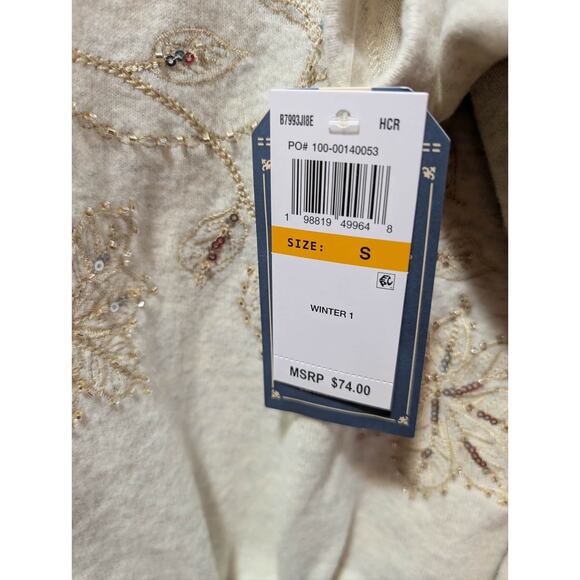 B7993JI8E HCR
PO# 100-00140053
1 98819 49964 8
SIZE: S
WINTER 1
MSRP $74.00